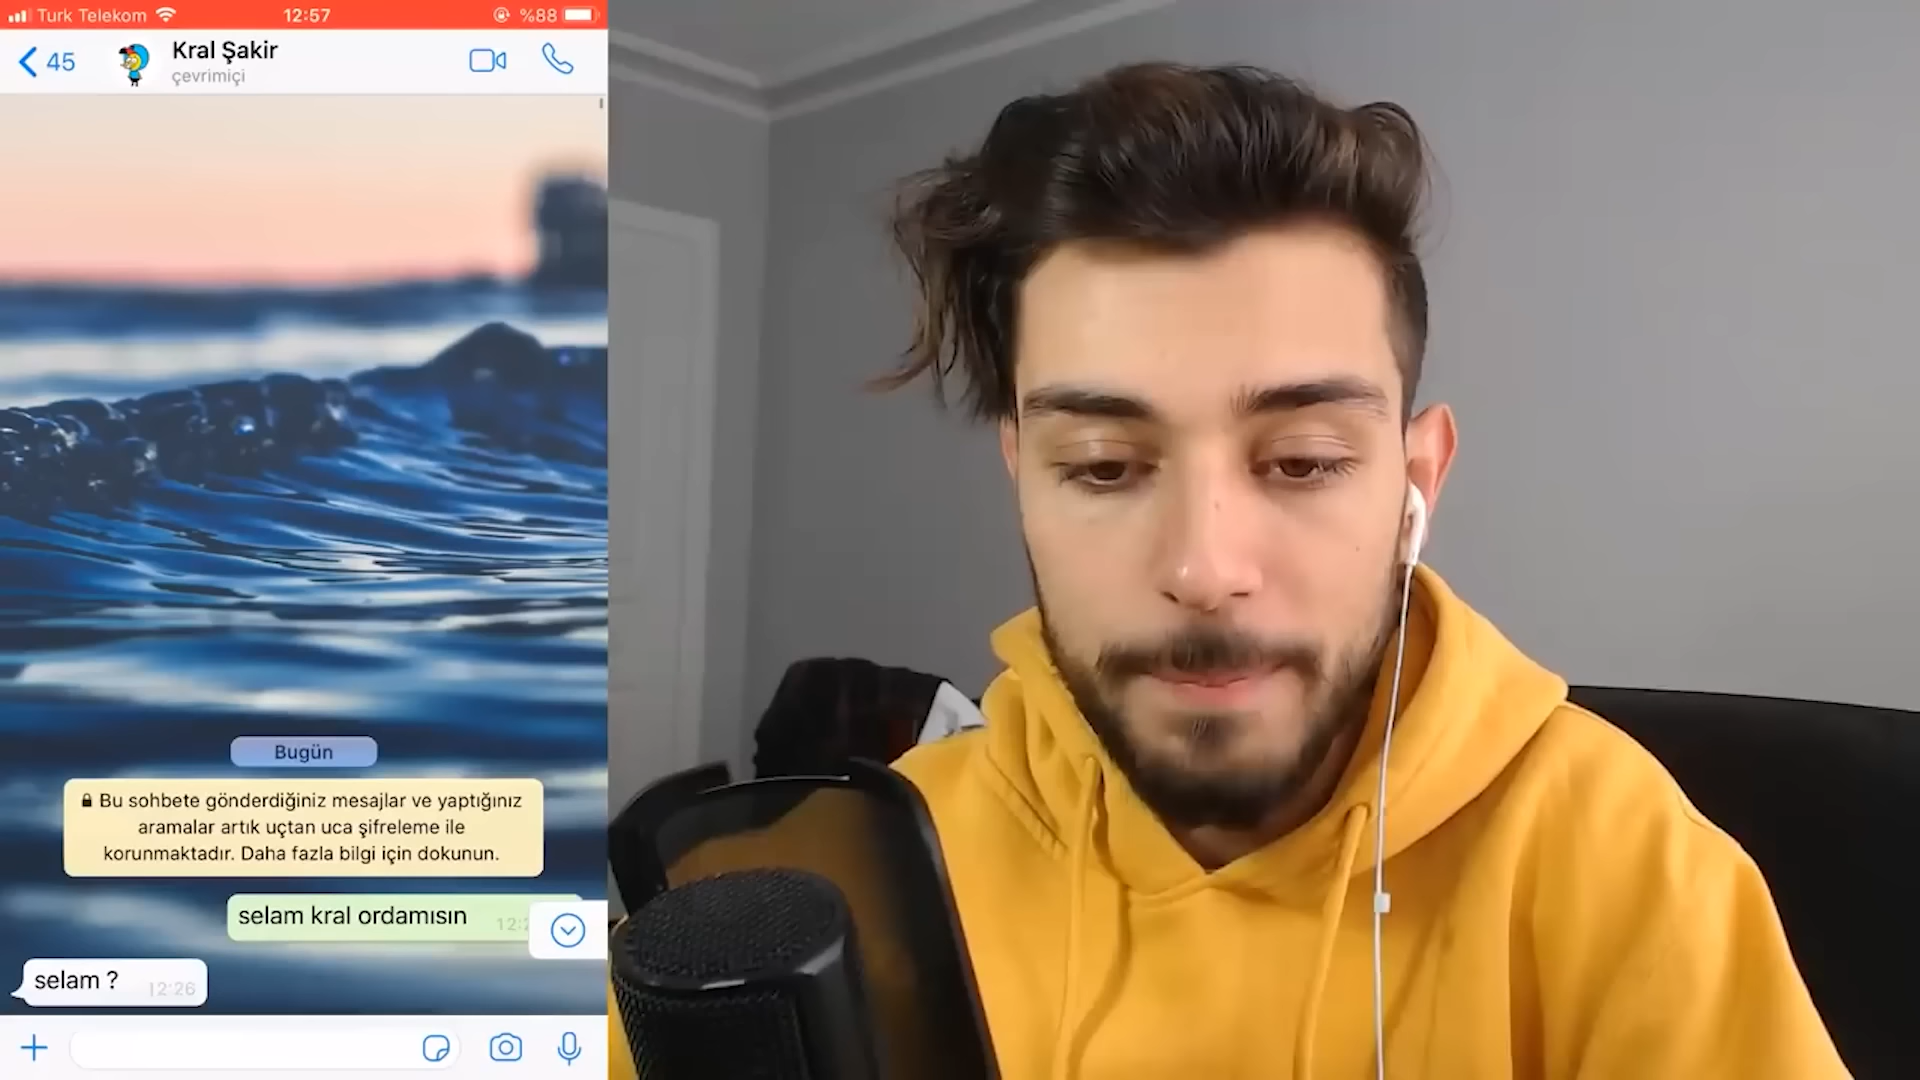 Turk Telekom
12:57
%88
45
Kral Şakir
çevrimiçi
Bugün
Bu sohbete gönderdiğiniz mesajlar ve yaptığınız
aramalar artık uçtan uca şifreleme ile
korunmaktadır. Daha fazla bilgi için dokunun.
selam kral ordamısın
selam ?
12:26